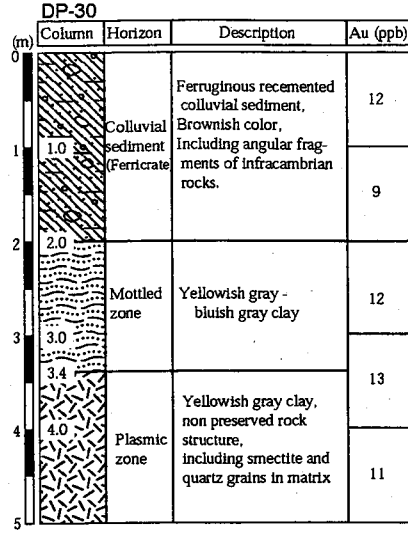 DP-30
(m) Column Horizon Description Au (ppb)
0
Ferruginous recemented
colluvial sediment,
Brownish color,
Including angular frag-
ments of infracambrian
rocks.
Colluvial
sediment
(Ferricrate
12
1
1.0
9
2
2.0
Mottled
zone
Yellowish gray -
bluish gray clay
12
3
3.0
3.4
13
Plasmic
zone
Yellowish gray clay,
non preserved rock
structure,
including smectite and
quartz grains in matrix
4
4.0
11
5